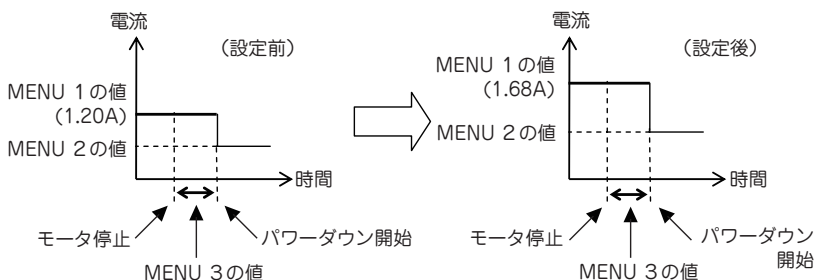 電流
（設定前）
MENU 1の値
（1.20A）
MENU 2の値
時間
モータ停止
パワーダウン開始
MENU 3の値
電流
（設定後）
MENU 1の値
（1.68A）
MENU 2の値
時間
モータ停止
パワーダウン
開始
MENU 3の値